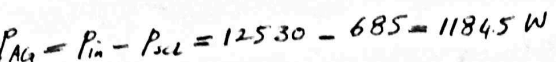 P_AG = P_in - P_scl = 12530 - 685 = 11845 W